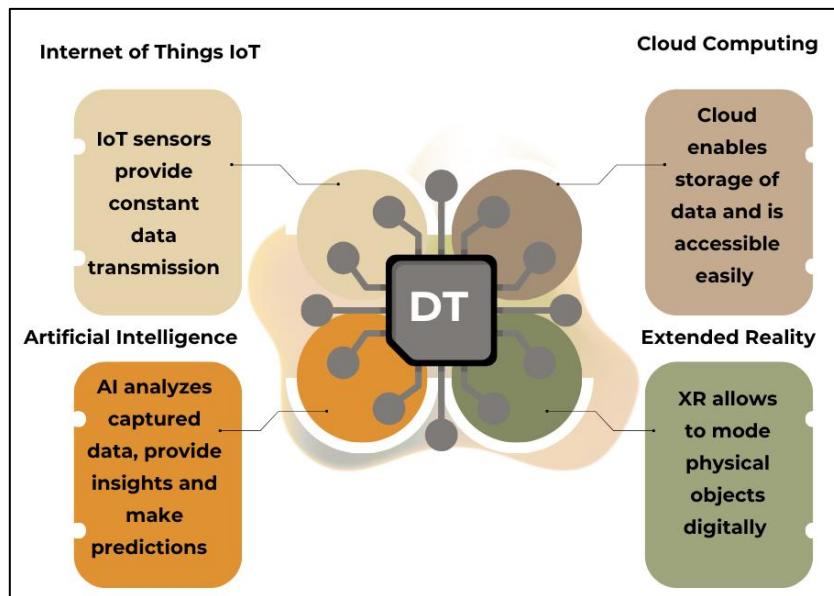 Internet of Things IoT
IoT sensors
provide
constant
data
transmission
Cloud Computing
Cloud
enables
storage of
data and is
accessible
easily
DT
Artificial Intelligence
AI analyzes
captured
data, provide
insights and
make
predictions
Extended Reality
XR allows
to mode
physical
objects
digitally